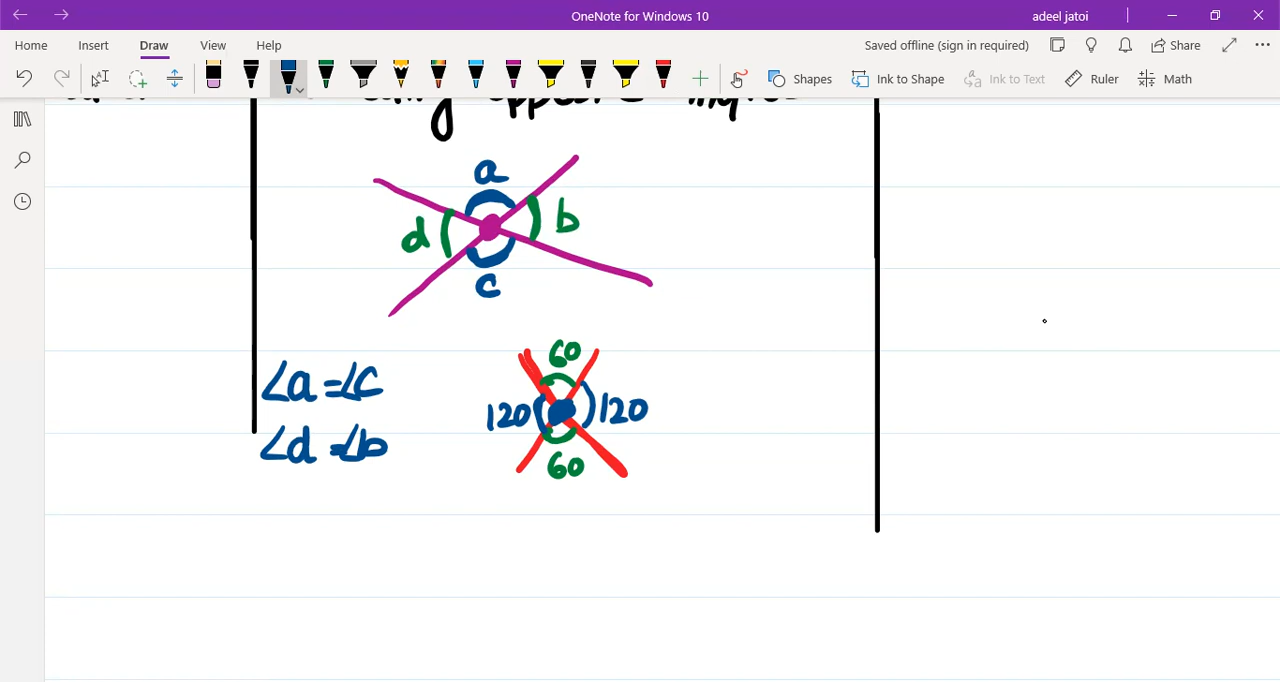 OneNote for Windows 10
adeel jatoi
Home Insert Draw View Help
Saved offline (sign in required) Share
Ink to Shape Shapes Ink to Text Ruler Math
a
d b
c
∠a=∠c
∠d=∠b
60
120 120
60